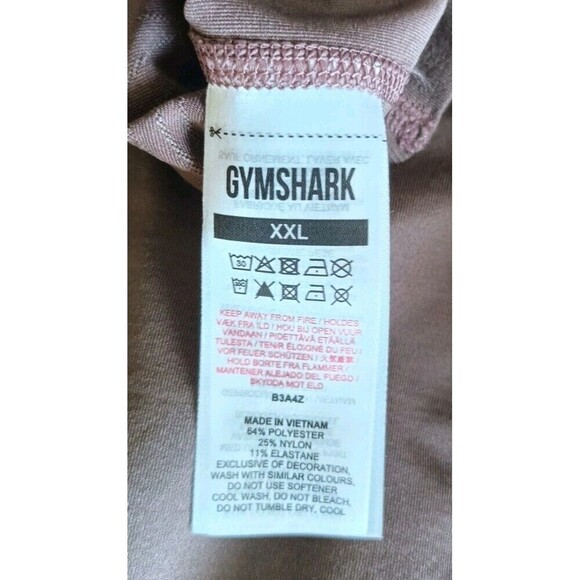 GYMSHARK
XXL
30
KEEP AWAY FROM FIRE / HOLDES
VÆK FRA ILD / HOU BIJ OPEN VUUR
VANDAAN / PIDETTÄVÄ ETÄÄLLÄ
TULESTA / TENIR ÉLOIGNÉ DU FEU /
VOR FEUER SCHÜTZEN /
HOLD BORTE FRA FLAMMER /
MANTENER ALEJADO DEL FUEGO /
SKYDDA MOT ELD
B3A4Z
MADE IN VIETNAM
64% POLYESTER
25% NYLON
11% ELASTANE
EXCLUSIVE OF DECORATION.
WASH WITH SIMILAR COLOURS,
DO NOT USE SOFTENER
COOL WASH, DO NOT BLEACH,
DO NOT TUMBLE DRY, COOL